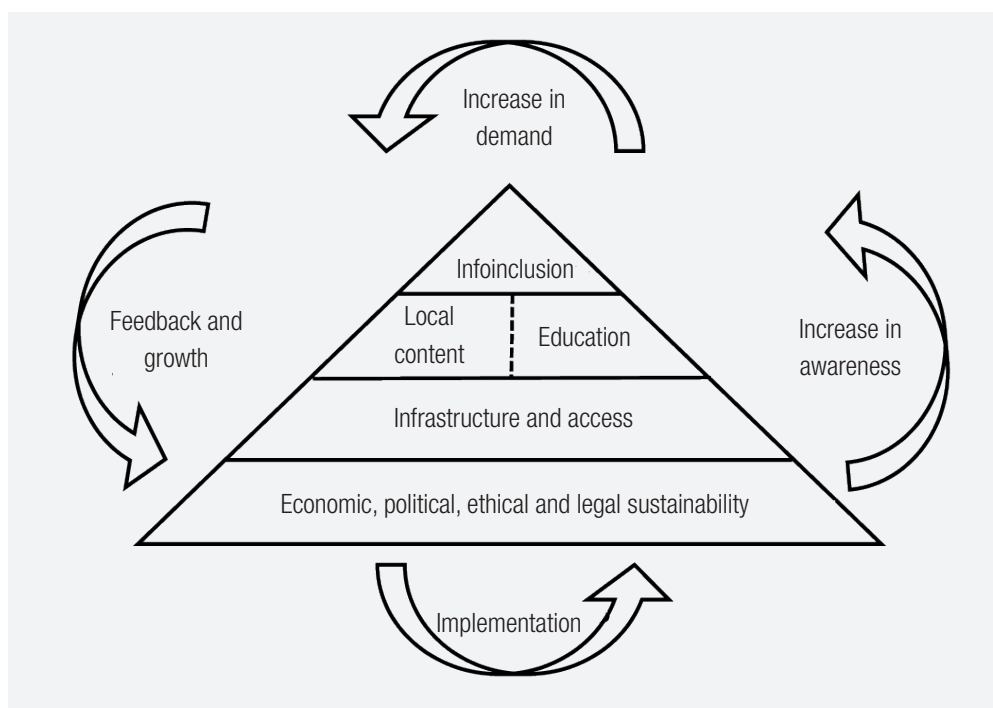 Increase in
demand
Infoinclusion
Local
content
Education
Feedback and
growth
Increase in
awareness
Infrastructure and access
Economic, political, ethical and legal sustainability
Implementation